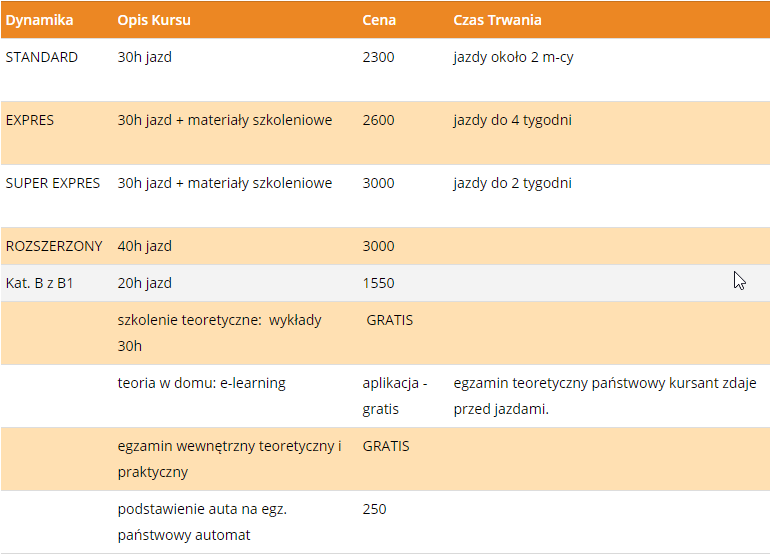 Dynamika Opis Kursu Cena Czas Trwania
STANDARD 30h jazd 2300 jazdy około 2 m-cy
EXPRES 30h jazd + materiały szkoleniowe 2600 jazdy do 4 tygodni
SUPER EXPRES 30h jazd + materiały szkoleniowe 3000 jazdy do 2 tygodni
ROZSZERZONY 40h jazd 3000
Kat. B z B1 20h jazd 1550
szkolenie teoretyczne: wykłady GRATIS
30h
teoria w domu: e-learning aplikacja - egzamin teoretyczny państwowy kursant zdaje
gratis przed jazdami.
egzamin wewnętrzny teoretyczny i GRATIS
praktyczny
podstawienie auta na egz. 250
państwowy automat